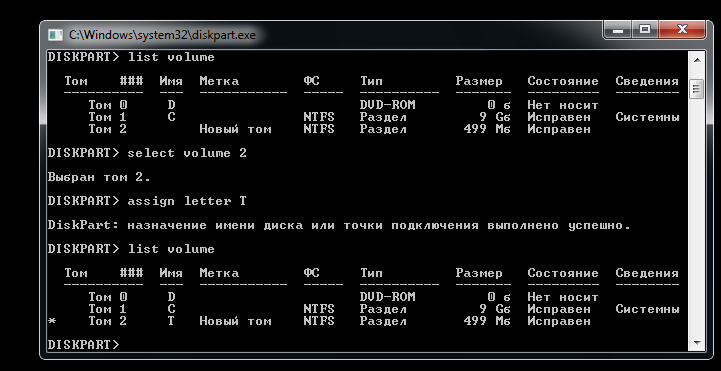 C:\Windows\system32\diskpart.exe
DISKPART> list volume
Том ### Имя Метка ФС Тип Размер Состояние Сведения
---------- --- ----------- ----- ---------- ------- --------- --------
Том 0 D DVD-ROM 0 б Нет носит
Том 1 C NTFS Раздел 9 Gб Исправен Системны
Том 2 Новый том NTFS Раздел 499 Mб Исправен
DISKPART> select volume 2
Выбран том 2.
DISKPART> assign letter T
DiskPart: назначение имени диска или точки подключения выполнено успешно.
DISKPART> list volume
Том ### Имя Метка ФС Тип Размер Состояние Сведения
---------- --- ----------- ----- ---------- ------- --------- --------
Том 0 D DVD-ROM 0 б Нет носит
Том 1 C NTFS Раздел 9 Gб Исправен Системны
* Том 2 T Новый том NTFS Раздел 499 Mб Исправен
DISKPART>